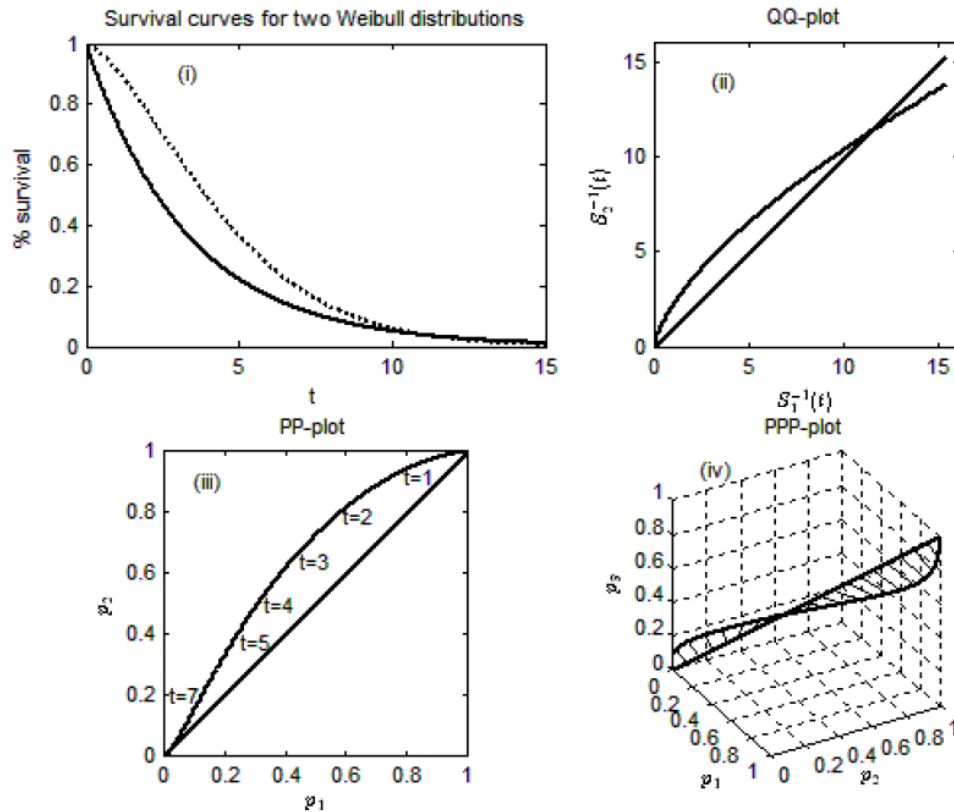 Survival curves for two Weibull distributions
(i)
% survival
1
0.8
0.6
0.4
0.2
0
0
5
10
15
t
QQ-plot
(ii)
S₂⁻¹(t)
15
10
5
0
0
5
10
15
S₁⁻¹(t)
PP-plot
(iii)
p₂
1
0.8
0.6
0.4
0.2
0
t=1
t=2
t=3
t=4
t=5
t=7
0
0.2
0.4
0.6
0.8
1
p₁
PPP-plot
(iv)
p₃
1
0.8
0.6
0.4
0.2
0
0
0.2
0.4
0.6
0.8
1
p₁
0
0.2
0.4
0.6
0.8
1
p₂